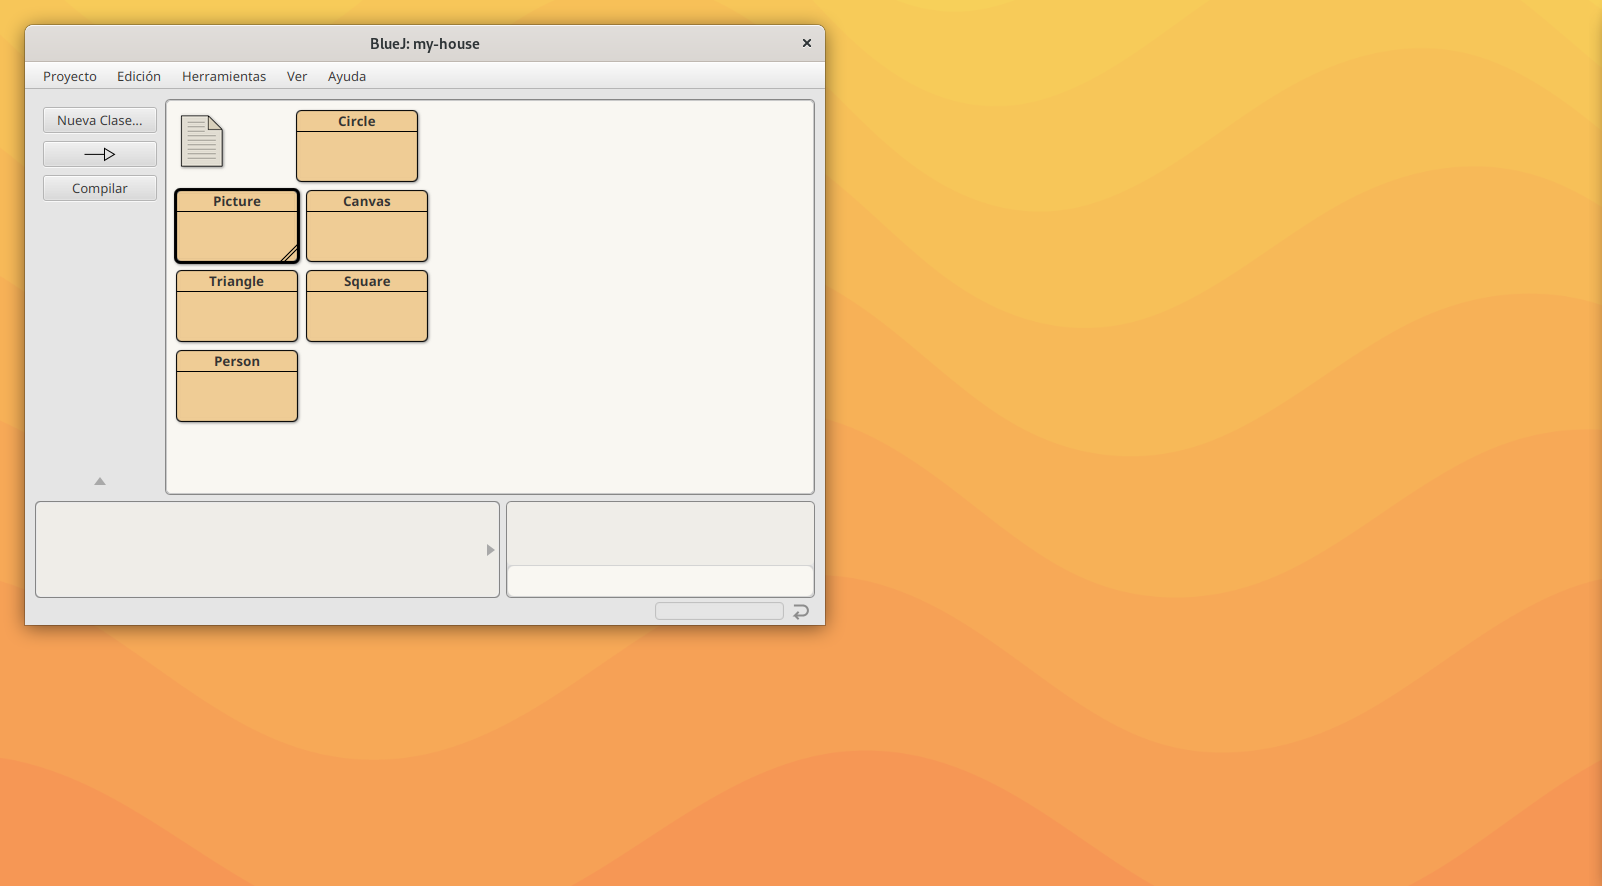 BlueJ: my-house
Proyecto Edición Herramientas Ver Ayuda
Nueva Clase...
Compilar
Circle
Picture
Canvas
Triangle
Square
Person